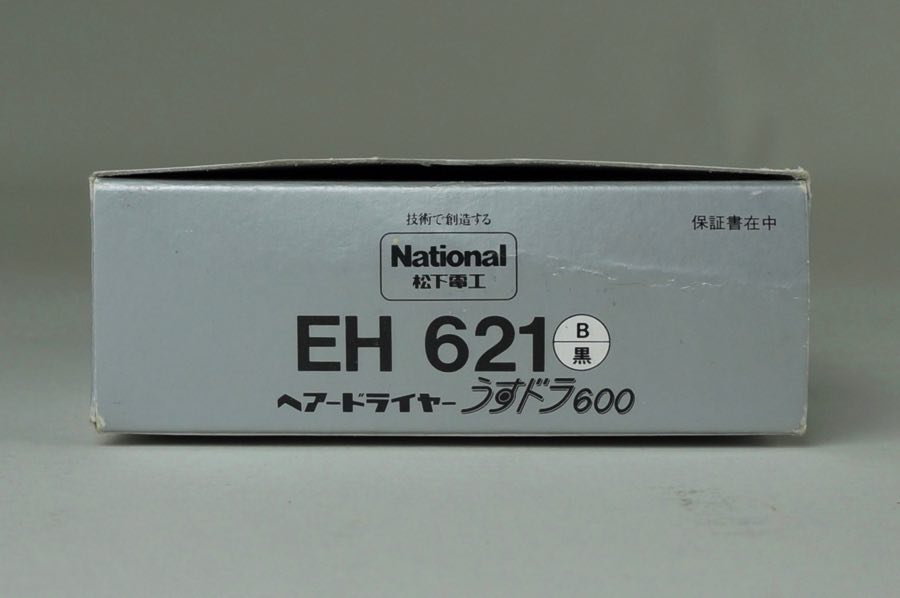 技術で創造する
保証書在中
National
松下電工
EH 621
B
黒
ヘアードライヤー うすドラ600